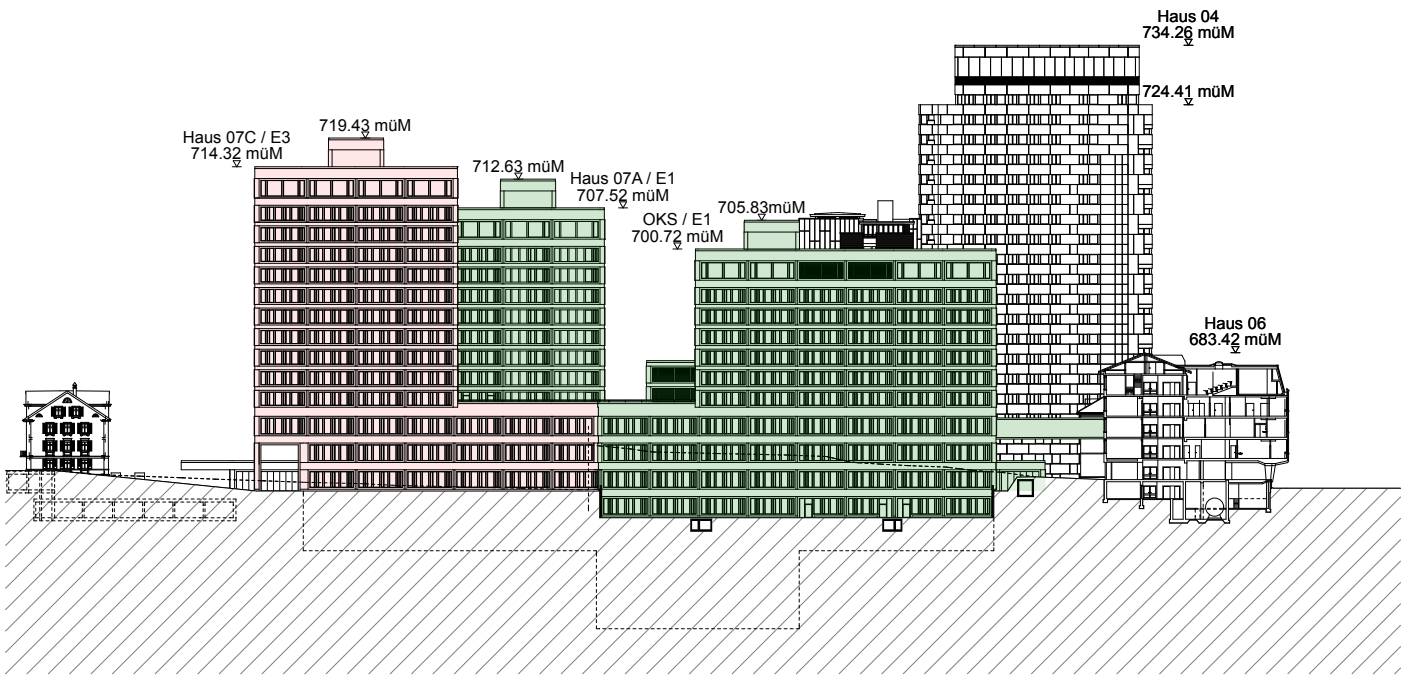 Haus 04
734.26 müM
724.41 müM
719.43 müM
Haus 07C / E3
714.32 müM
712.63 müM
Haus 07A / E1
707.52 müM
705.83müM
OKS / E1
700.72 müM
Haus 06
683.42 müM